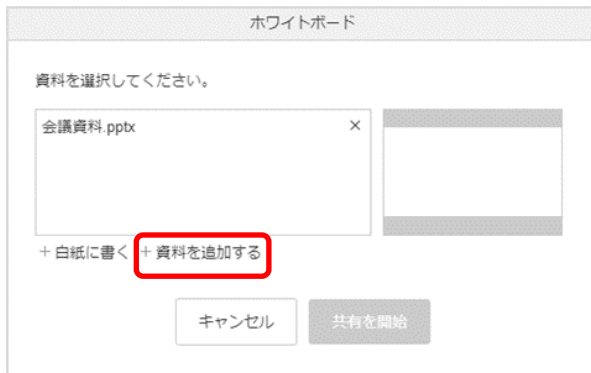 ホワイトボード
資料を選択してください。
会議資料.pptx ×
+白紙に書く +資料を追加する
キャンセル 共有を開始